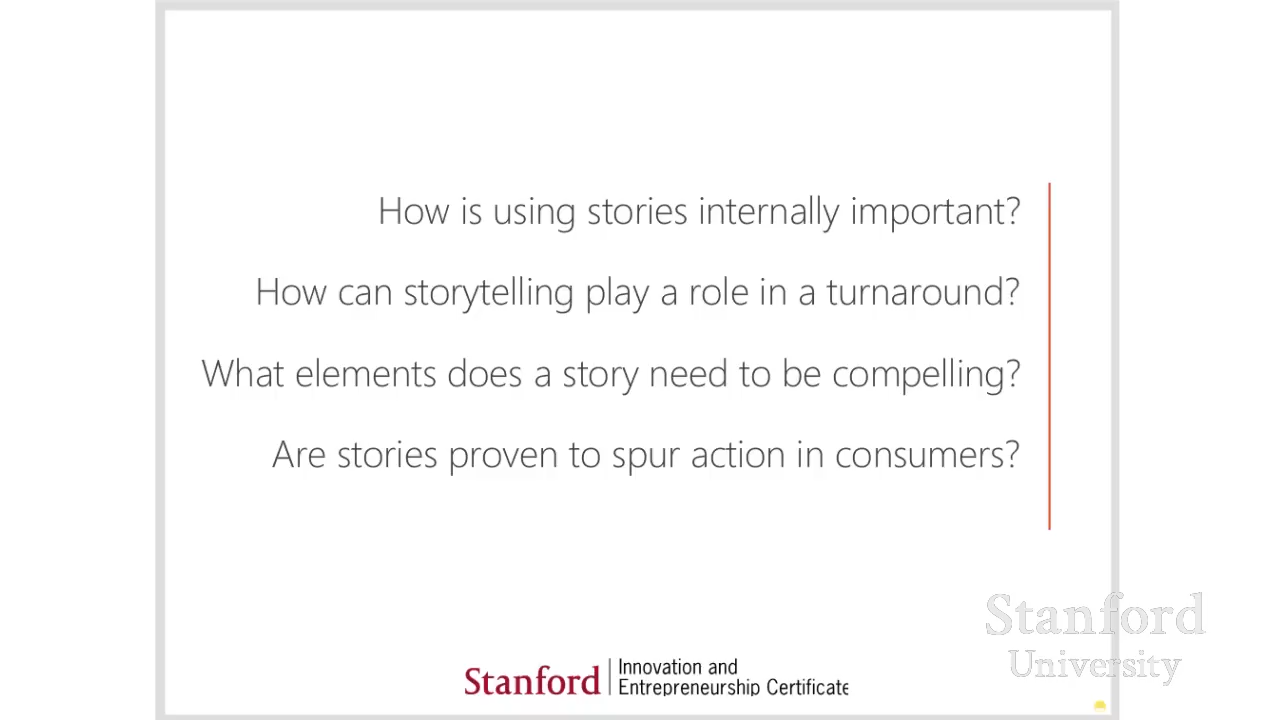 How is using stories internally important?
How can storytelling play a role in a turnaround?
What elements does a story need to be compelling?
Are stories proven to spur action in consumers?
Stanford
University
Stanford
Innovation and
Entrepreneurship Certificate